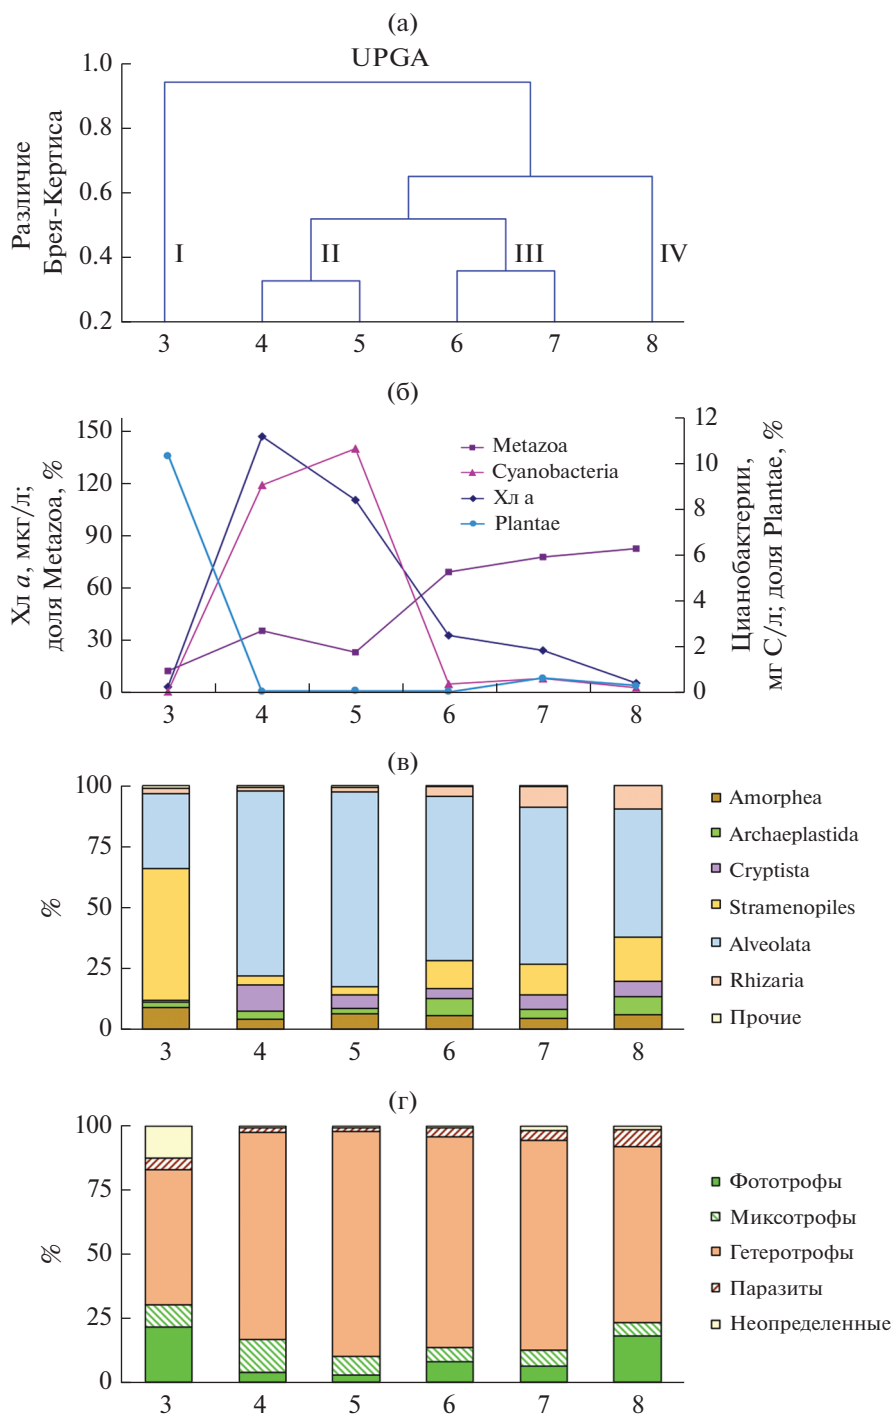 (а)
UPGA
1.0
0.8
0.6
0.4
0.2
Различие
Брея-Кертиса
I
II
III
IV
3 4 5 6 7 8
(б)
150
120
90
60
30
0
Хл а, мкг/л;
доля Metazoa, %
12
10
8
6
4
2
0
Цианобактерии,
мг С/л; доля Plantae, %
Metazoa
Cyanobacteria
Хл а
Plantae
3 4 5 6 7 8
(в)
100
75
50
25
0
%
Amorphea
Archaeplastida
Cryptista
Stramenopiles
Alveolata
Rhizaria
Прочие
3 4 5 6 7 8
(г)
100
75
50
25
0
%
Фототрофы
Миксотрофы
Гетеротрофы
Паразиты
Неопределенные
3 4 5 6 7 8